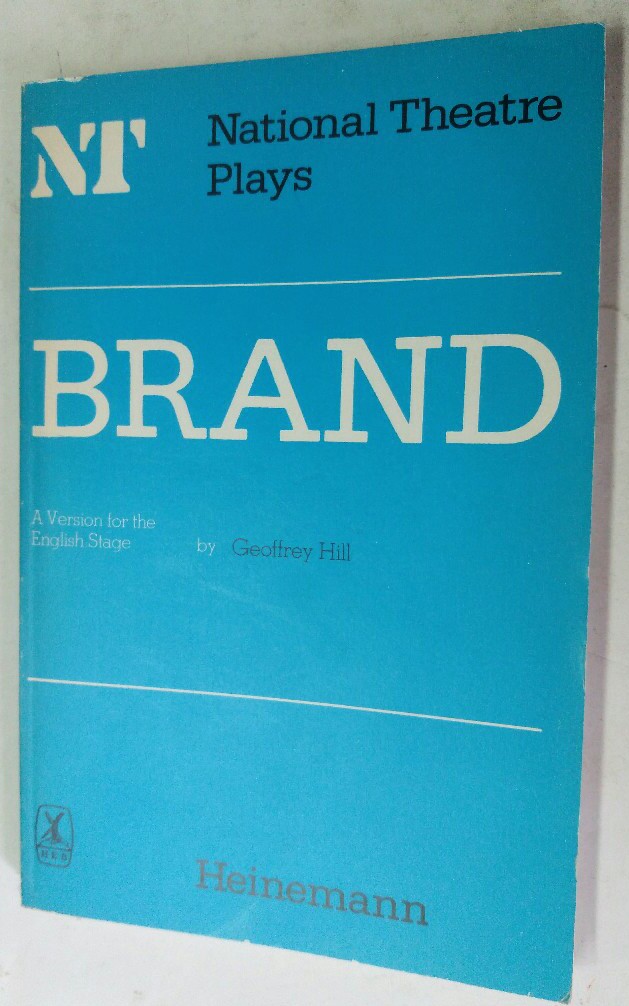 NT
National Theatre
Plays
BRAND
A Version for the
English Stage
by Geoffrey Hill
HEB
Heinemann